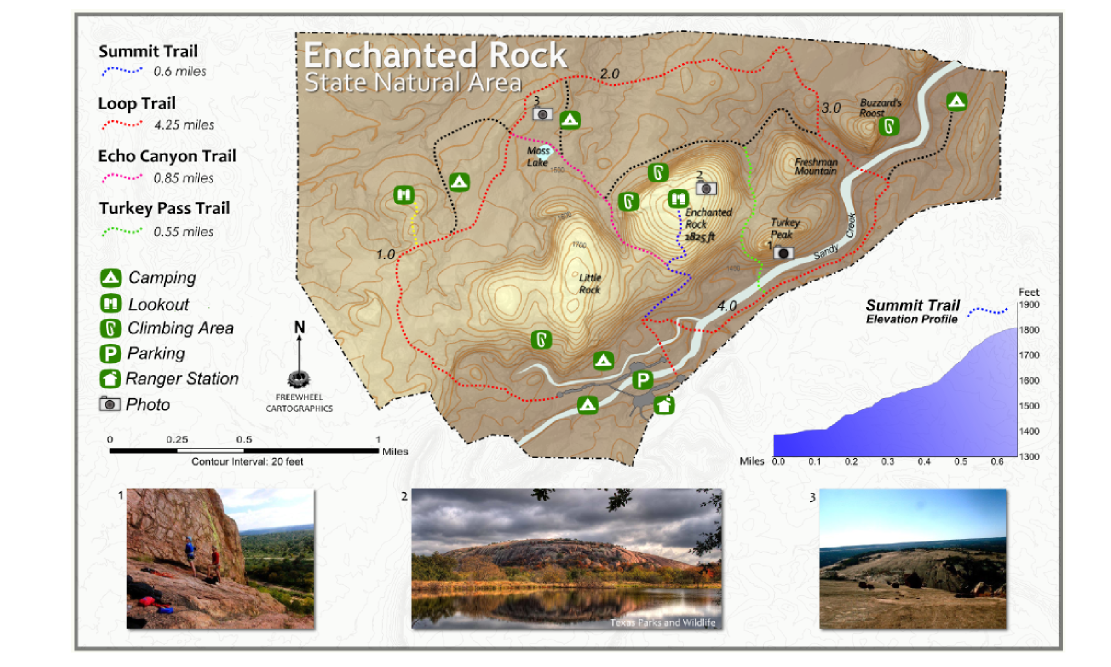 Enchanted Rock
State Natural Area
Summit Trail
0.6 miles
Loop Trail
4.25 miles
Echo Canyon Trail
0.85 miles
Turkey Pass Trail
0.55 miles
Camping
Lookout
Climbing Area
P
Parking
Ranger Station
Photo
N
FREEWHEEL
CARTOGRAPHICS
0 0.25 0.5 1
Miles
Contour Interval: 20 feet
2.0
3.0
1.0
4.0
3
Moss
Lake
1500
Buzzard's
Roost
Freshman
Mountain
2
Enchanted
Rock
1825 ft
Turkey
Peak
1
1400
Sandy
Creek
1700
Little
Rock
P
Summit Trail
Elevation Profile
Feet
1900
1800
1700
1600
1500
1400
1300
Miles 0.0 0.1 0.2 0.3 0.4 0.5 0.6
1
2
Texas Parks and Wildlife
3